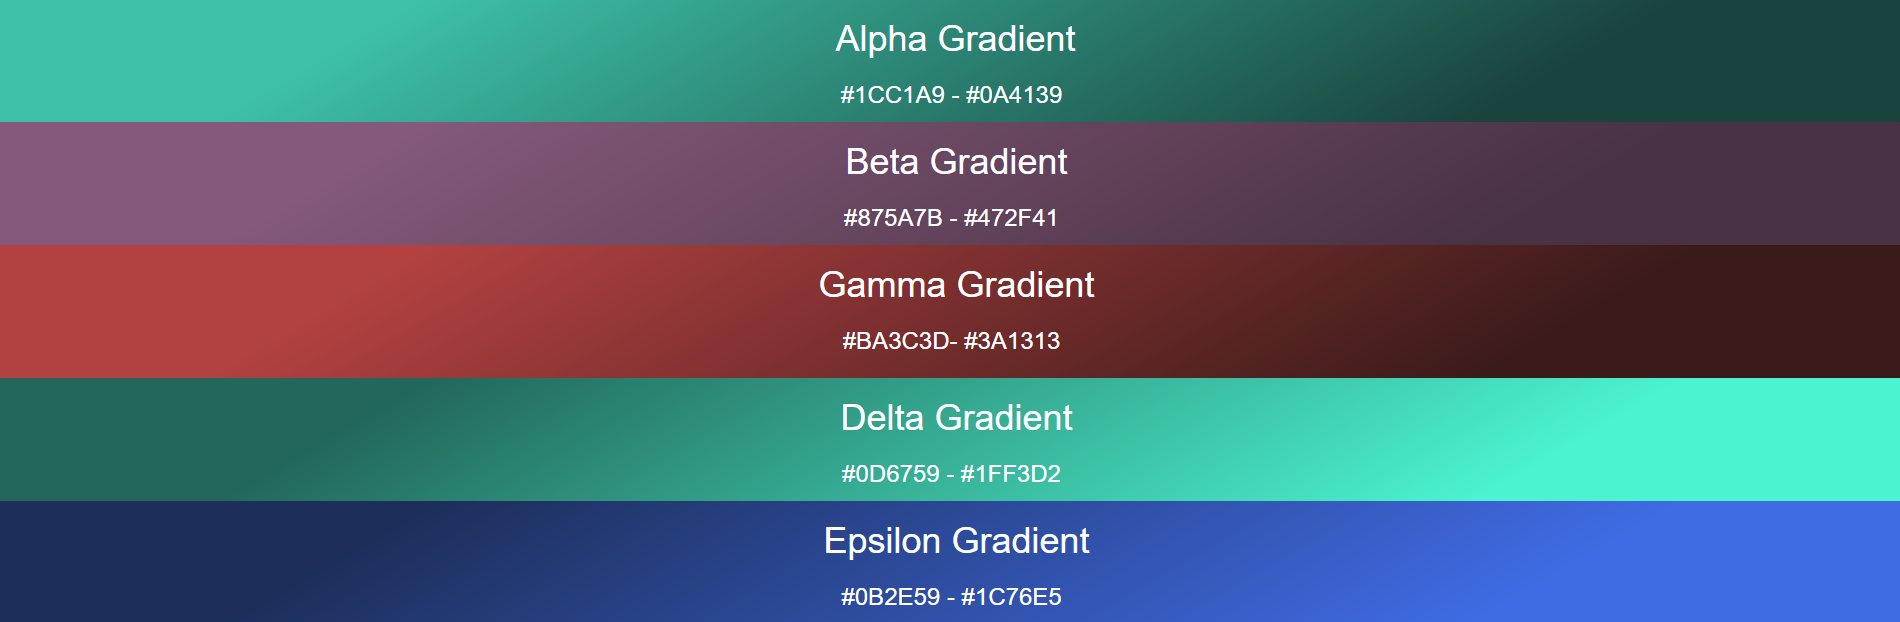 Alpha Gradient
#1CC1A9 - #0A4139
Beta Gradient
#875A7B - #472F41
Gamma Gradient
#BA3C3D- #3A1313
Delta Gradient
#0D6759 - #1FF3D2
Epsilon Gradient
#0B2E59 - #1C76E5